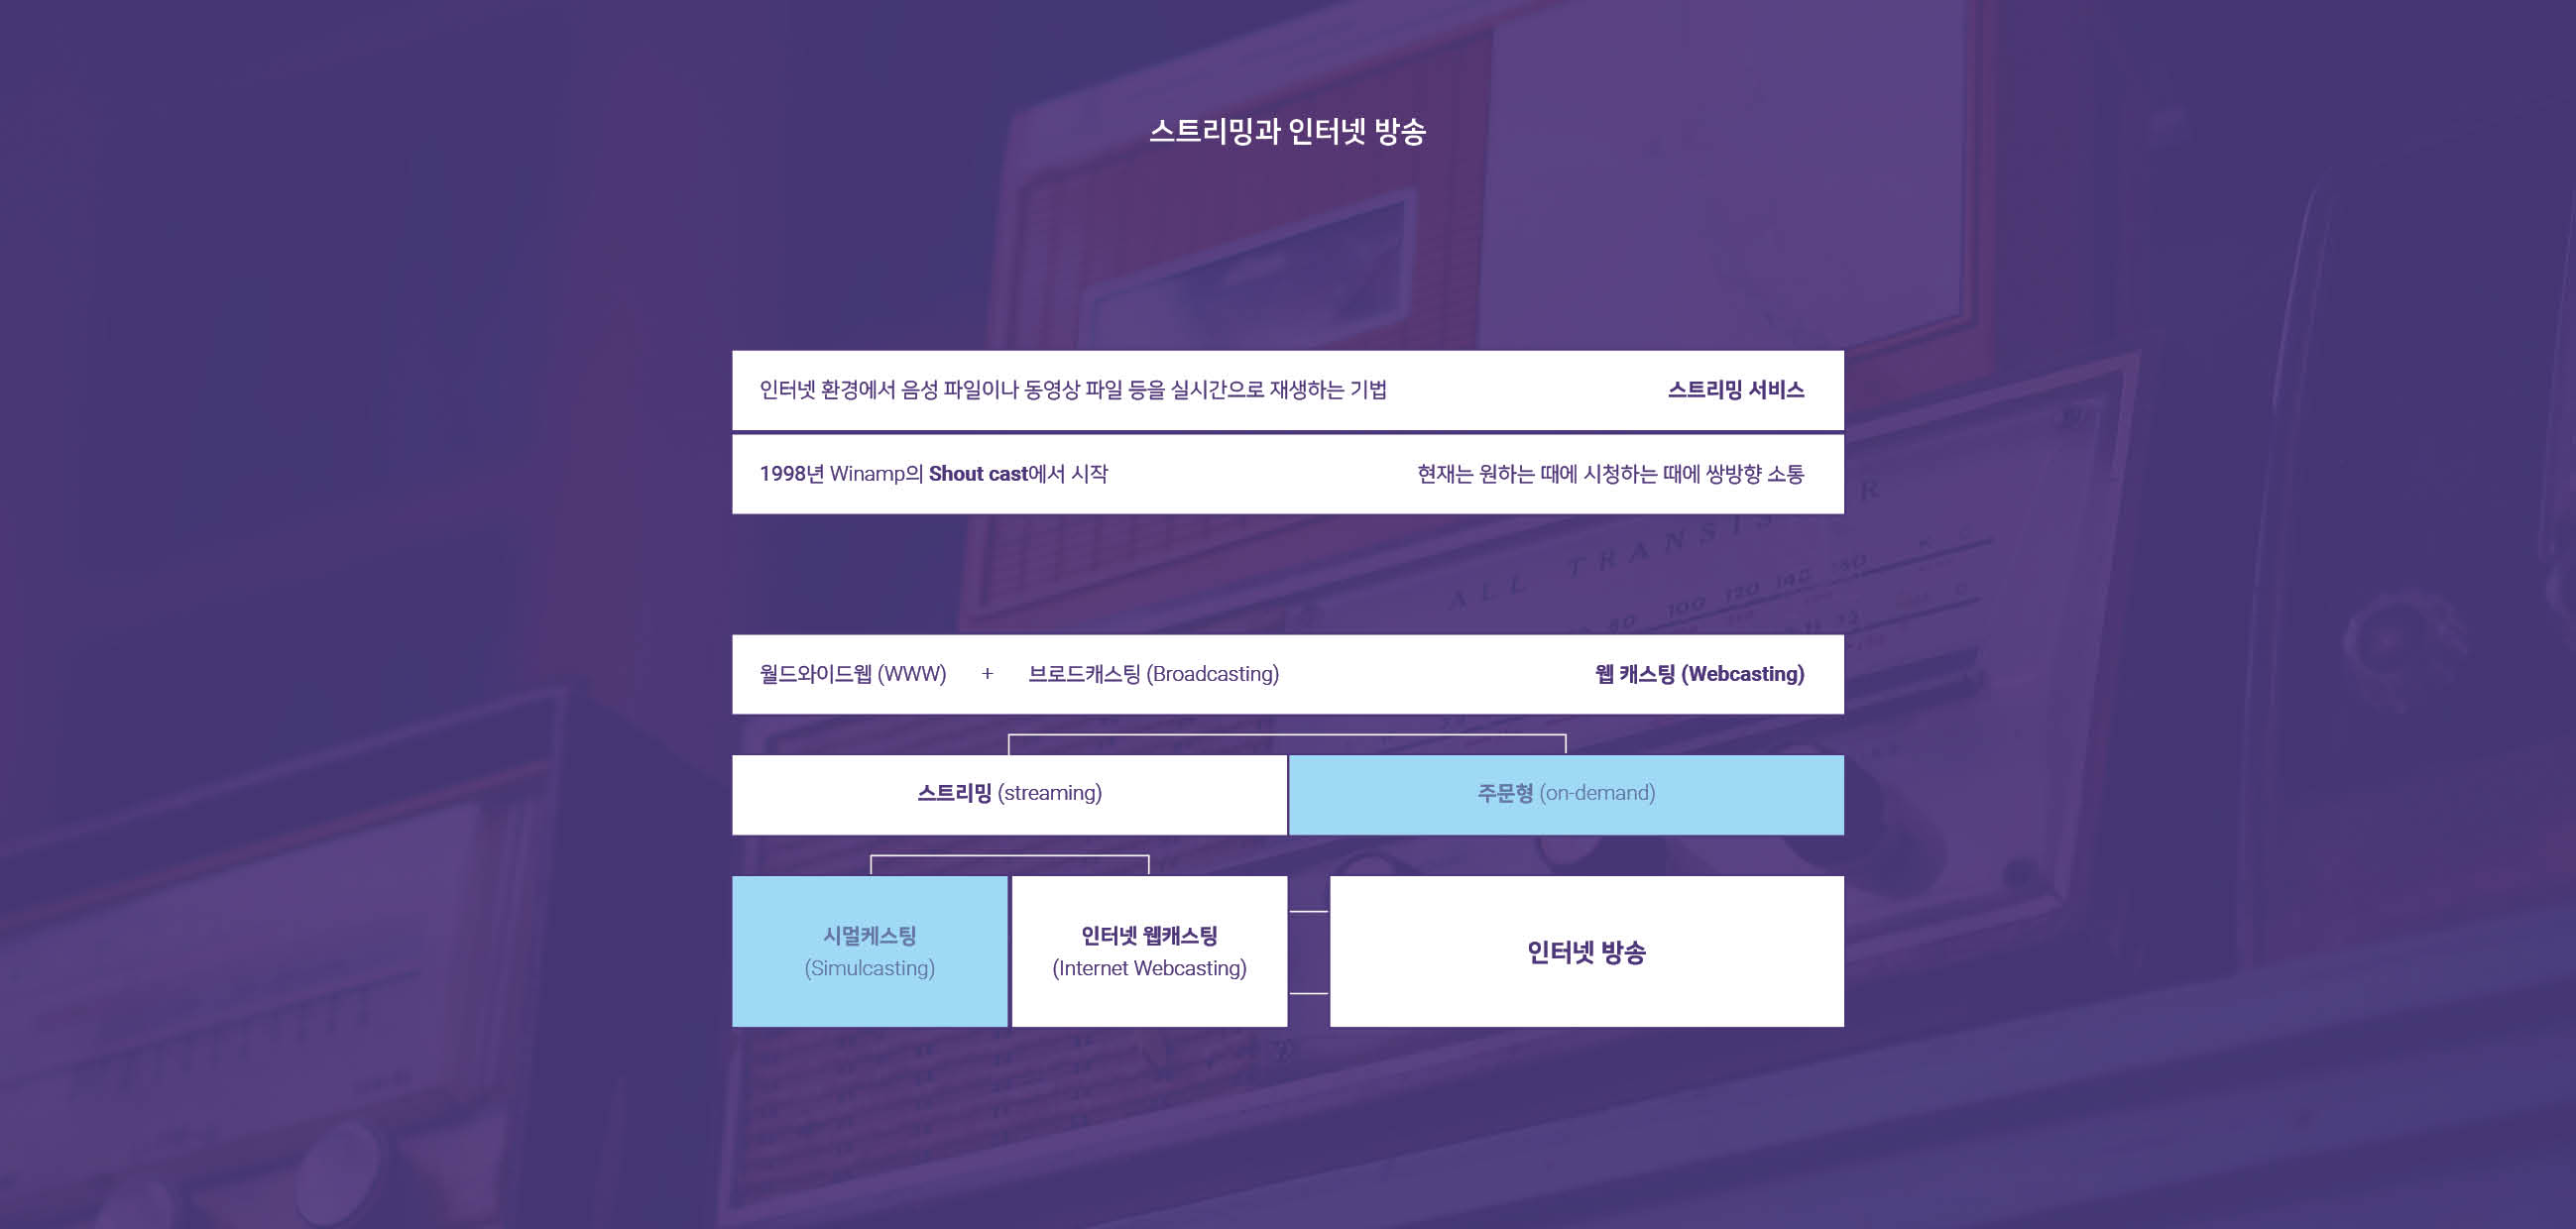 스트리밍과 인터넷 방송
인터넷 환경에서 음성 파일이나 동영상 파일 등을 실시간으로 재생하는 기법 스트리밍 서비스
1998년 Winamp의 Shout cast에서 시작 현재는 원하는 때에 시청하는 때에 쌍방향 소통
ALL TRANSIS R
80 100 120 140 160
월드와이드웹 (WWW) + 브로드캐스팅 (Broadcasting) 웹 캐스팅 (Webcasting)
스트리밍 (streaming) 주문형 (on-demand)
시멀케스팅
(Simulcasting)
인터넷 웹캐스팅
(Internet Webcasting)
인터넷 방송